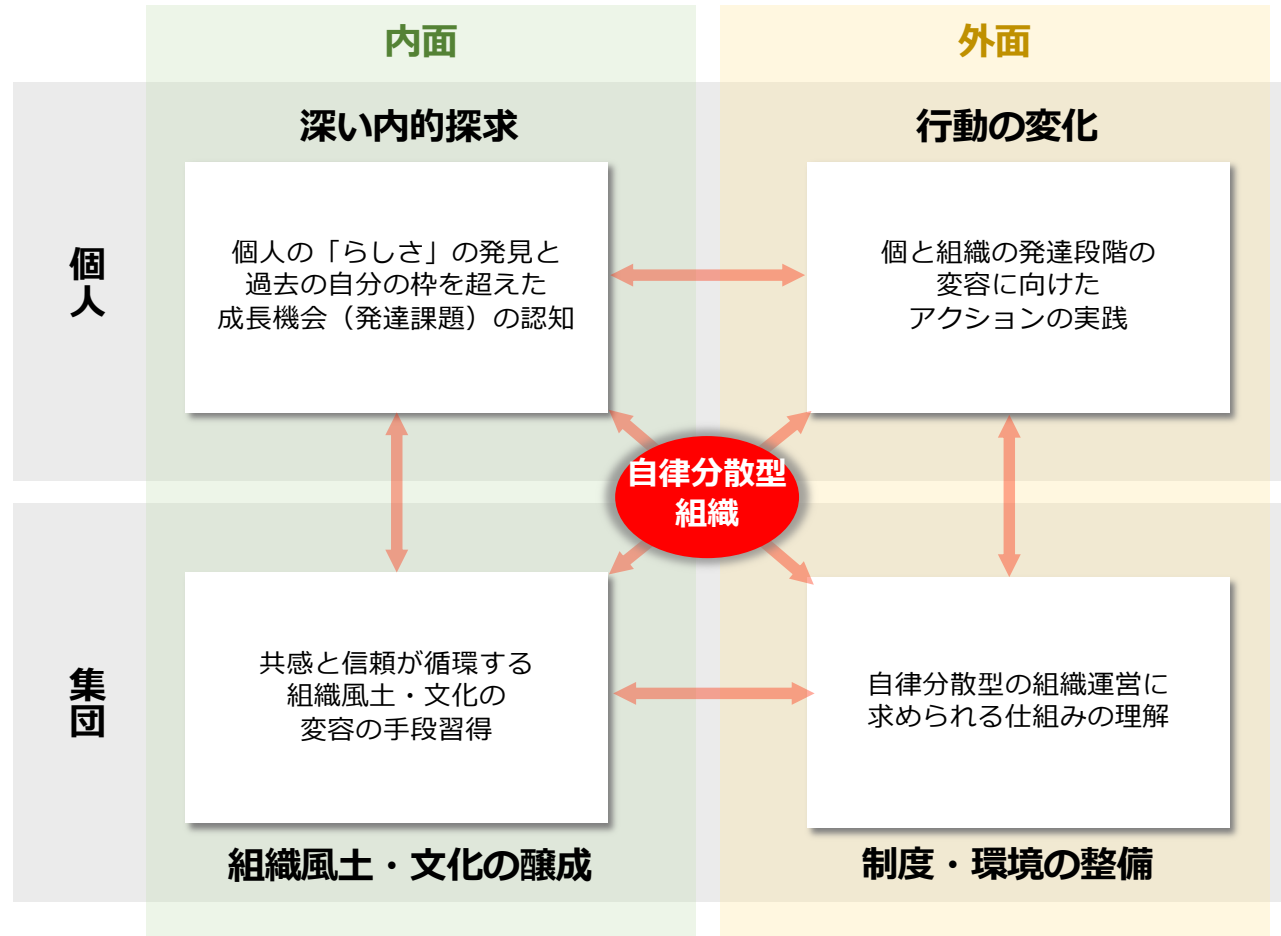 内面
外面
深い内的探求
行動の変化
個人
個人の「らしさ」の発見と
過去の自分の枠を超えた
成長機会（発達課題）の認知
個と組織の発達段階の
変容に向けた
アクションの実践
自律分散型
組織
集団
共感と信頼が循環する
組織風土・文化の
変容の手段習得
自律分散型の組織運営に
求められる仕組みの理解
組織風土・文化の醸成
制度・環境の整備